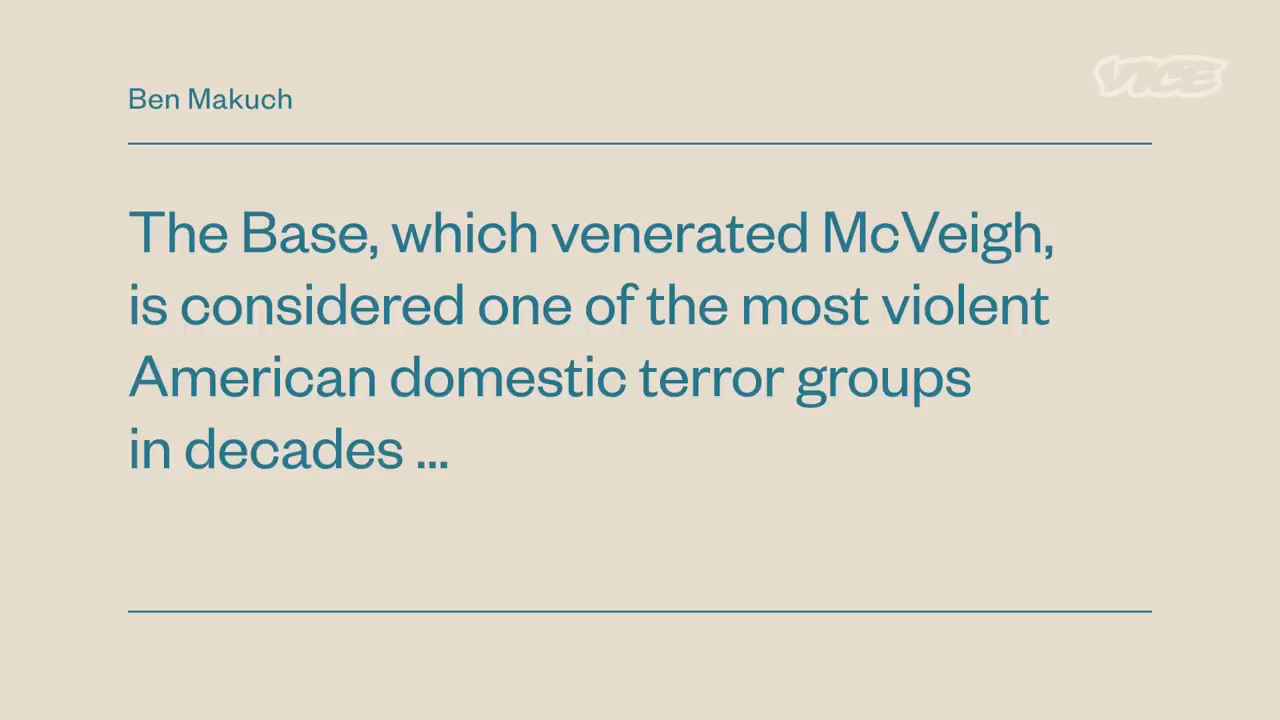 Ben Makuch
VICE
The Base, which venerated McVeigh,
is considered one of the most violent
American domestic terror groups
in decades ...